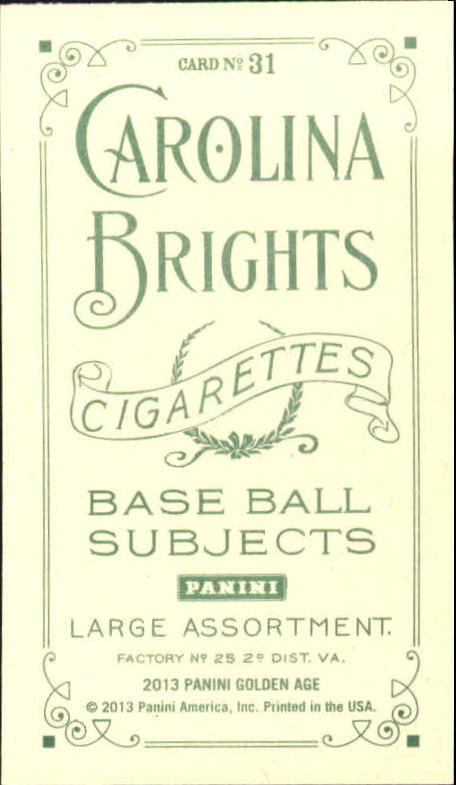 CARD Nº 31
CAROLINA
BRIGHTS
CIGARETTES
BASE BALL
SUBJECTS
PANINI
LARGE ASSORTMENT.
FACTORY Nº 25 2º DIST. VA.
2013 PANINI GOLDEN AGE
© 2013 Panini America, Inc. Printed in the USA.